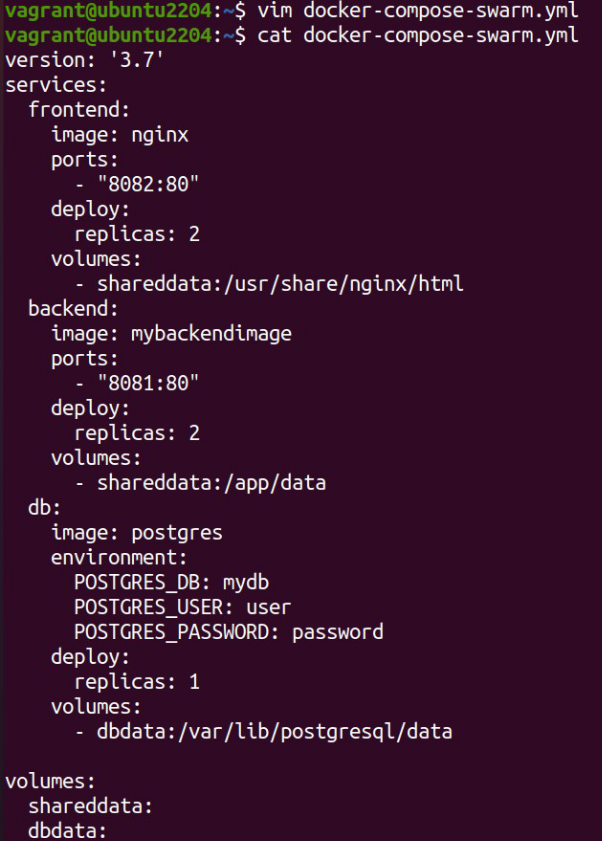 vagrant@ubuntu2204:~$ vim docker-compose-swarm.yml
vagrant@ubuntu2204:~$ cat docker-compose-swarm.yml
version: '3.7'
services:
  frontend:
    image: nginx
    ports:
      - "8082:80"
    deploy:
      replicas: 2
    volumes:
      - shareddata:/usr/share/nginx/html
  backend:
    image: mybackendimage
    ports:
      - "8081:80"
    deploy:
      replicas: 2
    volumes:
      - shareddata:/app/data
  db:
    image: postgres
    environment:
      POSTGRES_DB: mydb
      POSTGRES_USER: user
      POSTGRES_PASSWORD: password
    deploy:
      replicas: 1
    volumes:
      - dbdata:/var/lib/postgresql/data

volumes:
  shareddata:
  dbdata: